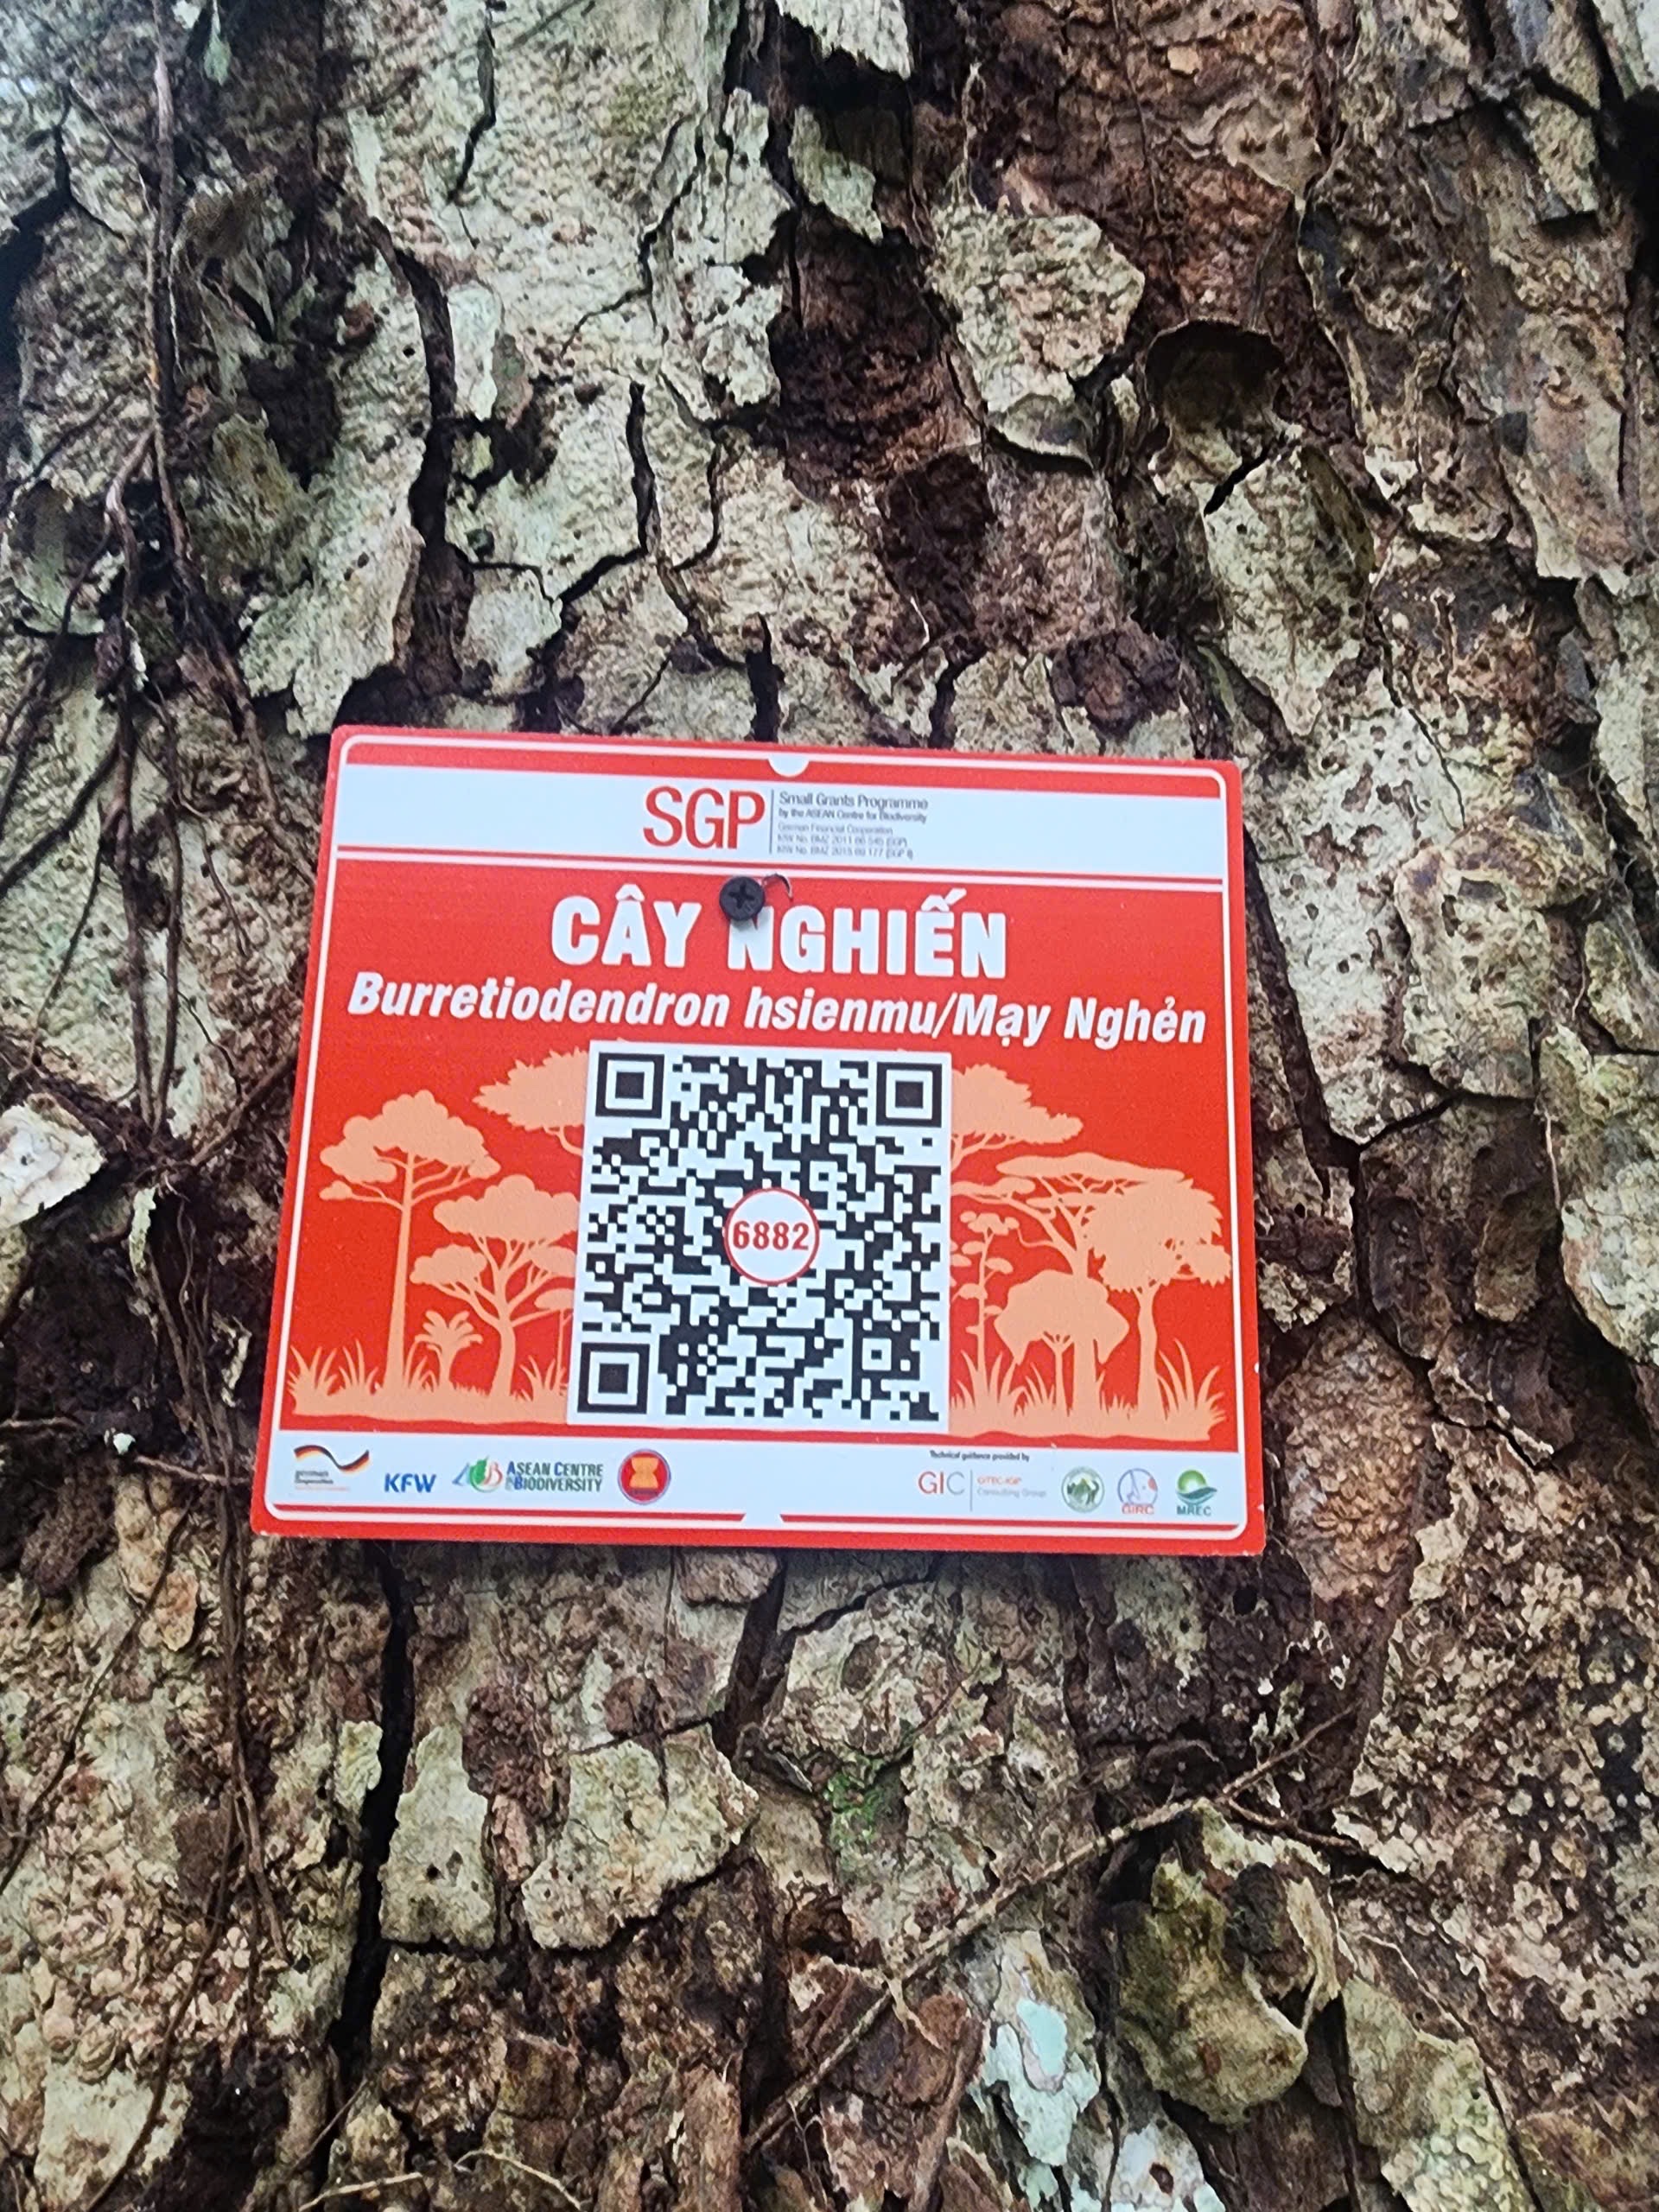 SGP
Small Grants Programme
by the ASEAN Centre for Biodiversity
German Financial Cooperation
CÂY NGHIẾN
Burretiodendron hsienmu/Mạy Nghẻn
6882
KFW
ASEAN CENTRE
BIODIVERSITY
Technical guidance provided by
GIC
Consulting Group
GIRC
MREC